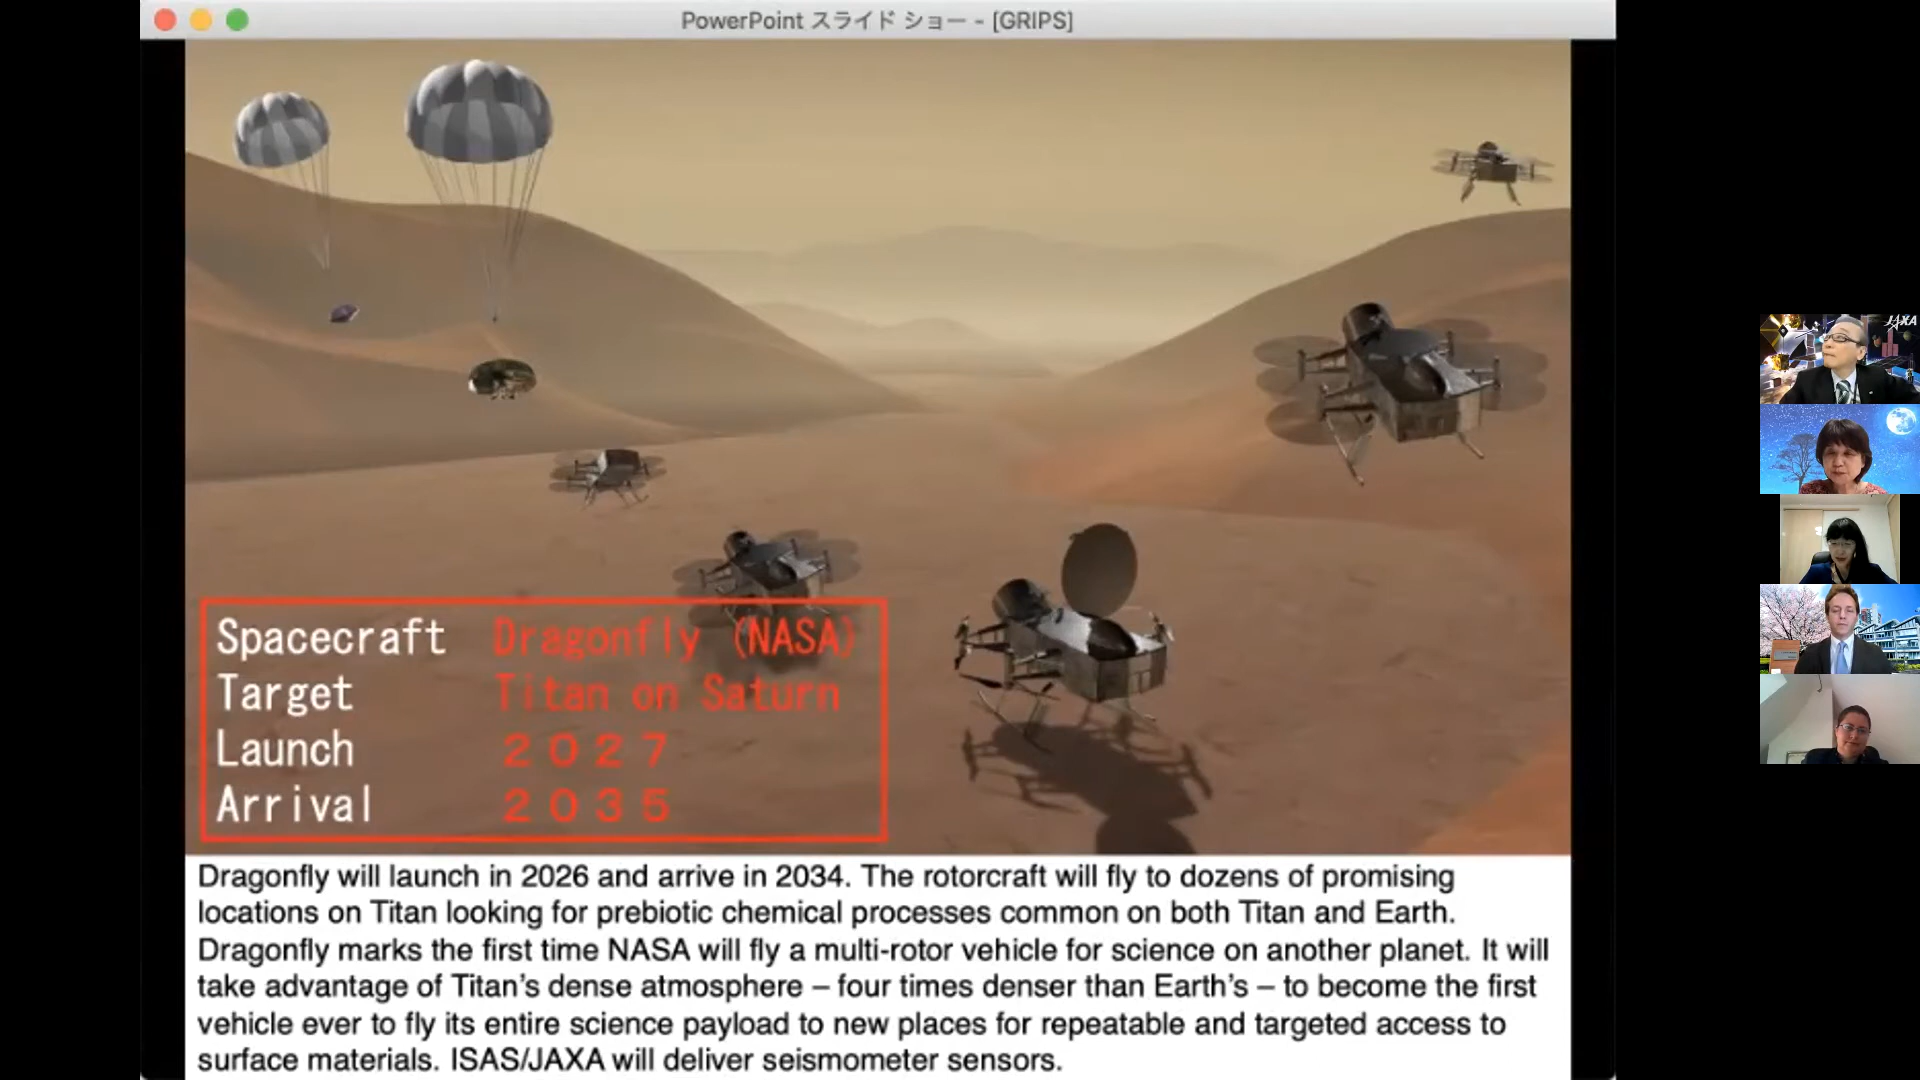 PowerPoint スライド ショー - [GRIPS]
Spacecraft Dragonfly (NASA)
Target Titan on Saturn
Launch ２０２７
Arrival ２０３５
Dragonfly will launch in 2026 and arrive in 2034. The rotorcraft will fly to dozens of promising
locations on Titan looking for prebiotic chemical processes common on both Titan and Earth.
Dragonfly marks the first time NASA will fly a multi-rotor vehicle for science on another planet. It will
take advantage of Titan’s dense atmosphere – four times denser than Earth’s – to become the first
vehicle ever to fly its entire science payload to new places for repeatable and targeted access to
surface materials. ISAS/JAXA will deliver seismometer sensors.
JAXA